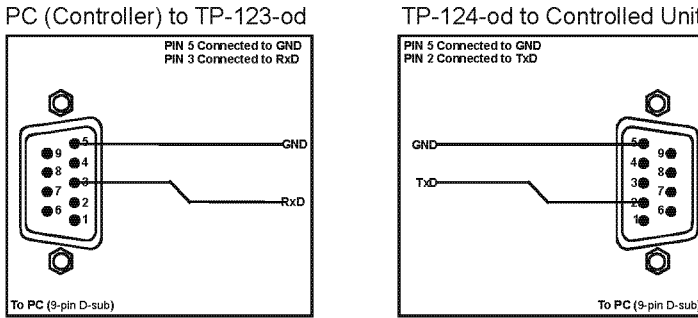 PC (Controller) to TP-123-od
PIN 5 Connected to GND
PIN 3 Connected to RxD
5
9
4
8
3
7
2
6
1
GND
RxD
To PC (9-pin D-sub)
TP-124-od to Controlled Unit
PIN 5 Connected to GND
PIN 2 Connected to TxD
GND
TxD
5
9
4
8
3
7
2
6
1
To PC (9-pin D-sub)